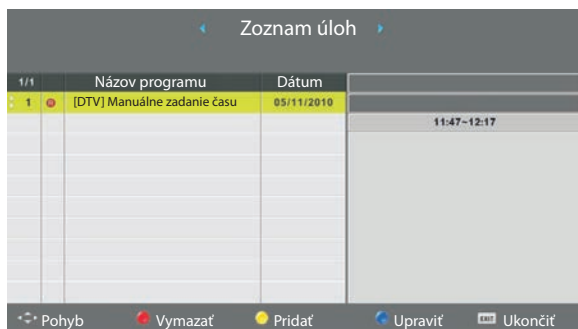 Zoznam úloh
1/1 Názov programu Dátum
1 [DTV] Manuálne zadanie času 05/11/2010
11:47~12:17
Pohyb Vymazať Pridať Upraviť EXIT Ukončiť